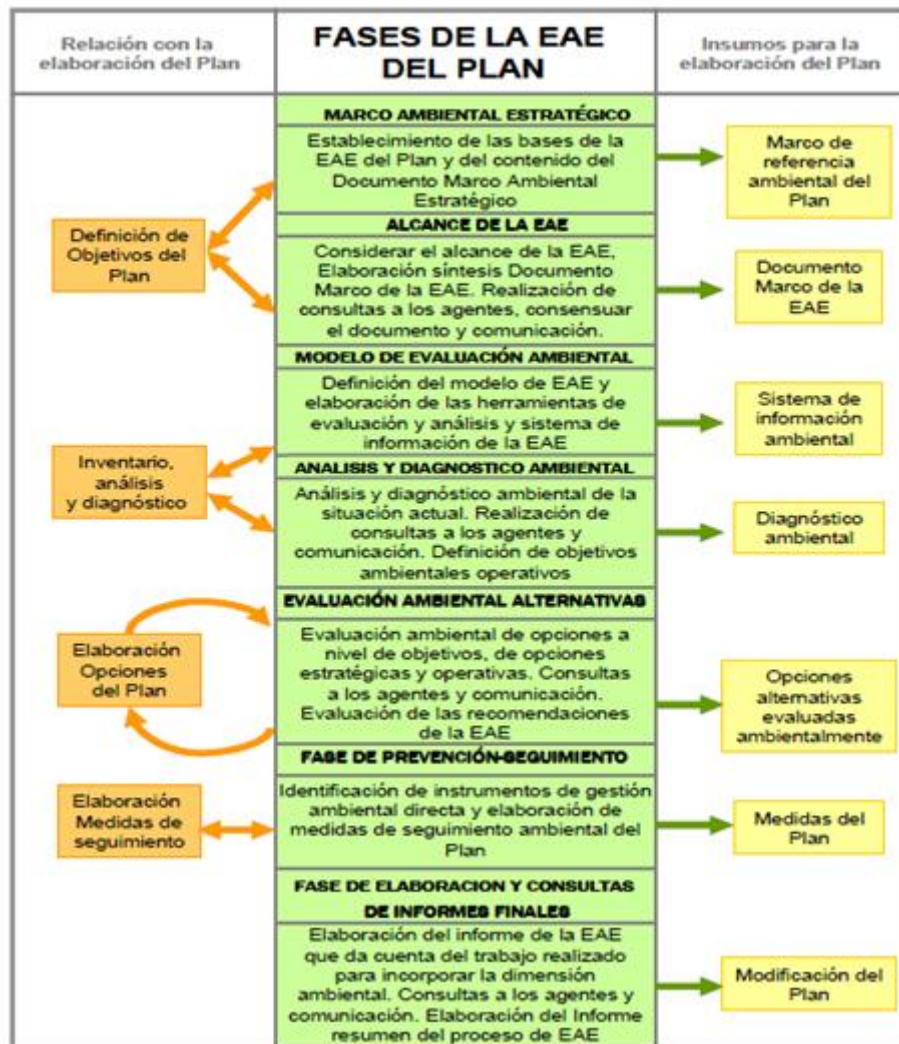 Relación con la
elaboración del Plan
FASES DE LA EAE
DEL PLAN
Insumos para la
elaboración del Plan
MARCO AMBIENTAL ESTRATÉGICO
Establecimiento de las bases de la
EAE del Plan y del contenido del
Documento Marco Ambiental
Estratégico
Marco de
referencia
ambiental del
Plan
Definición de
Objetivos del
Plan
ALCANCE DE LA EAE
Considerar el alcance de la EAE,
Elaboración síntesis Documento
Marco de la EAE. Realización de
consultas a los agentes, consensuar
el documento y comunicación.
Documento
Marco de la
EAE
MODELO DE EVALUACIÓN AMBIENTAL
Definición del modelo de EAE y
elaboración de las herramientas de
evaluación y análisis y sistema de
información de la EAE
Sistema de
información
ambiental
Inventario,
análisis
y diagnóstico
ANALISIS Y DIAGNOSTICO AMBIENTAL
Análisis y diagnóstico ambiental de la
situación actual. Realización de
consultas a los agentes y
comunicación. Definición de objetivos
ambientales operativos
Diagnóstico
ambiental
EVALUACIÓN AMBIENTAL ALTERNATIVAS
Elaboración
Opciones
del Plan
Evaluación ambiental de opciones a
nivel de objetivos, de opciones
estratégicas y operativas. Consultas
a los agentes y comunicación.
Evaluación de las recomendaciones
de la EAE
Opciones
alternativas
evaluadas
ambientalmente
FASE DE PREVENCIÓN-SEGUIMIENTO
Elaboración
Medidas de
seguimiento
Identificación de instrumentos de gestión
ambiental directa y elaboración de
medidas de seguimiento ambiental del
Plan
Medidas del
Plan
FASE DE ELABORACION Y CONSULTAS
DE INFORMES FINALES
Elaboración del informe de la EAE
que da cuenta del trabajo realizado
para incorporar la dimensión
ambiental. Consultas a los agentes y
comunicación. Elaboración del Informe
resumen del proceso de EAE
Modificación del
Plan